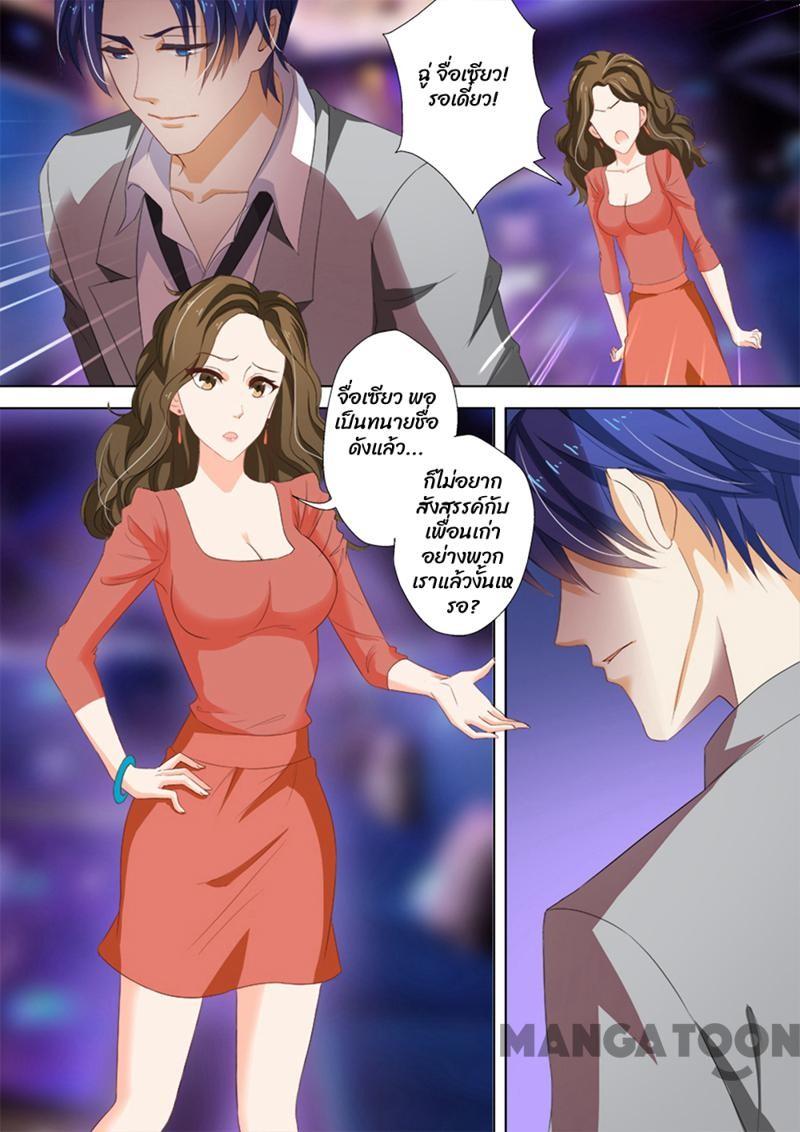 ฉู่ จื่อเซียว!
รอเดี๋ยว!
จื่อเซียว พอ
เป็นทนายชื่อ
ดังแล้ว...
ก็ไม่อยาก
สังสรรค์กับ
เพื่อนเก่า
อย่างพวก
เราแล้วงั้นเห
รอ?
MANGATOON